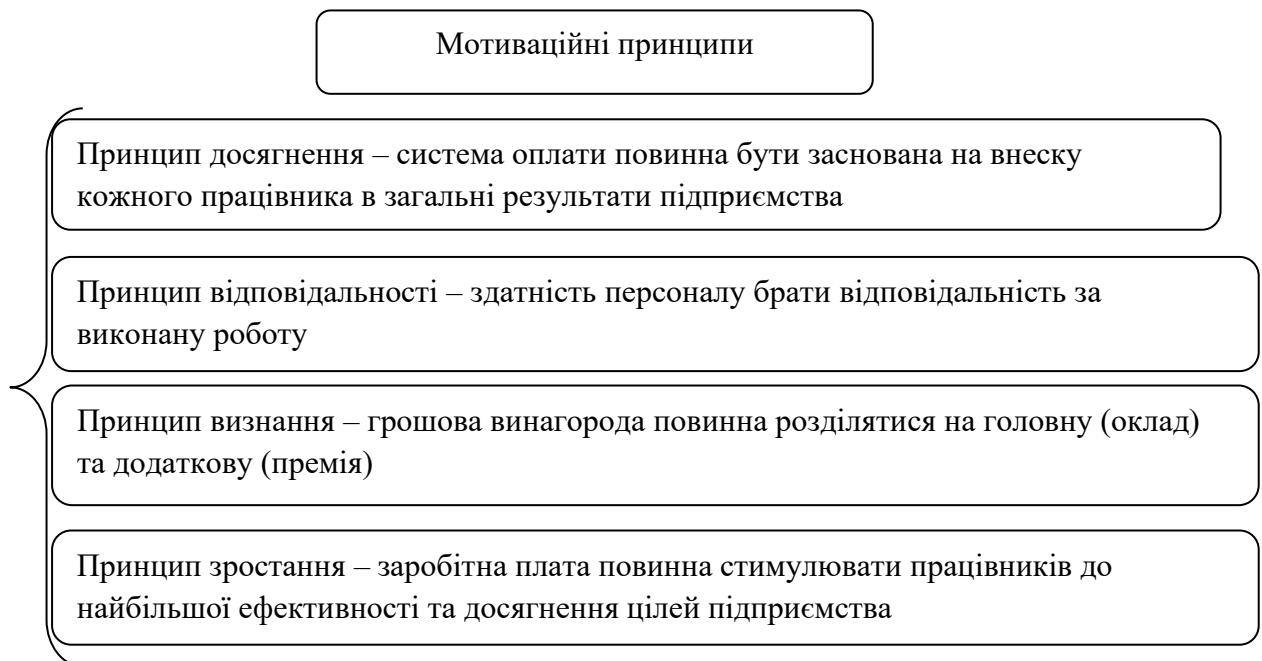 Мотиваційні принципи
Принцип досягнення – система оплати повинна бути заснована на внеску
кожного працівника в загальні результати підприємства
Принцип відповідальності – здатність персоналу брати відповідальність за
виконану роботу
Принцип визнання – грошова винагорода повинна розділятися на головну (оклад)
та додаткову (премія)
Принцип зростання – заробітна плата повинна стимулювати працівників до
найбільшої ефективності та досягнення цілей підприємства